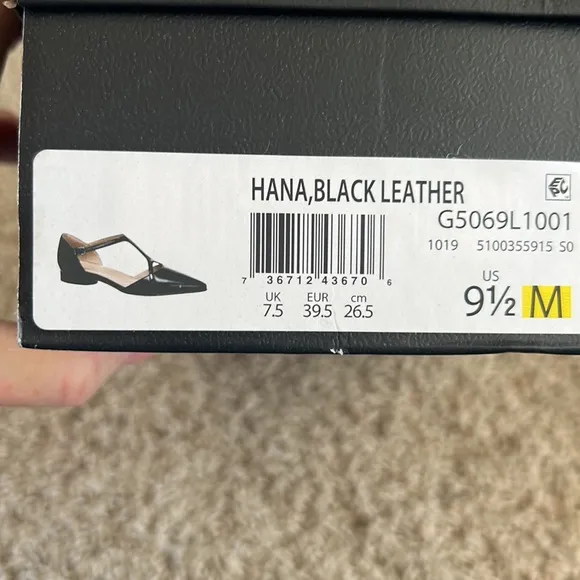 HANA,BLACK LEATHER
G5069L1001
1019 5100355915 S0
7 36712 43670 6
UK EUR cm US
7.5 39.5 26.5 9½ M